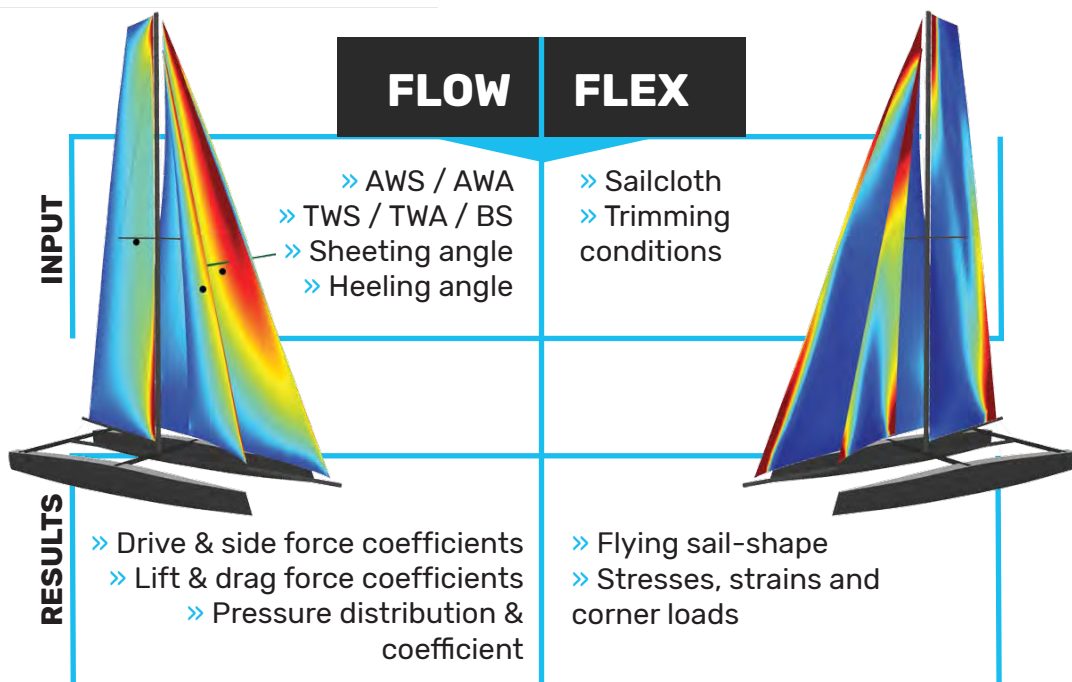 FLOW FLEX
INPUT
» AWS / AWA
» TWS / TWA / BS
» Sheeting angle
» Heeling angle
» Sailcloth
» Trimming
conditions
RESULTS
» Drive & side force coefficients
» Lift & drag force coefficients
» Pressure distribution &
coefficient
» Flying sail-shape
» Stresses, strains and
corner loads